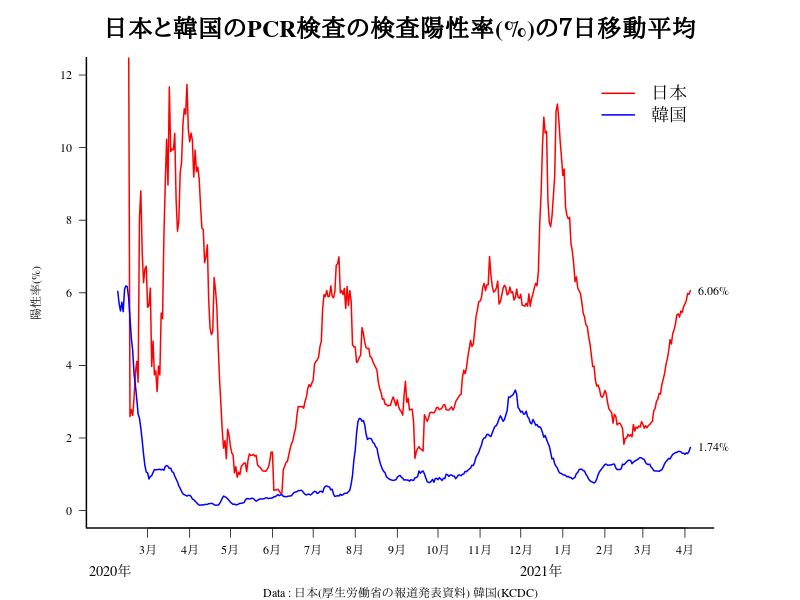 日本と韓国のPCR検査の検査陽性率(%)の7日移動平均
日本
韓国
陽性率(%)
12
10
8
6
4
2
0
6.06%
1.74%
3月 4月 5月 6月 7月 8月 9月 10月 11月 12月 1月 2月 3月 4月
2020年 2021年
Data : 日本(厚生労働省の報道発表資料) 韓国(KCDC)